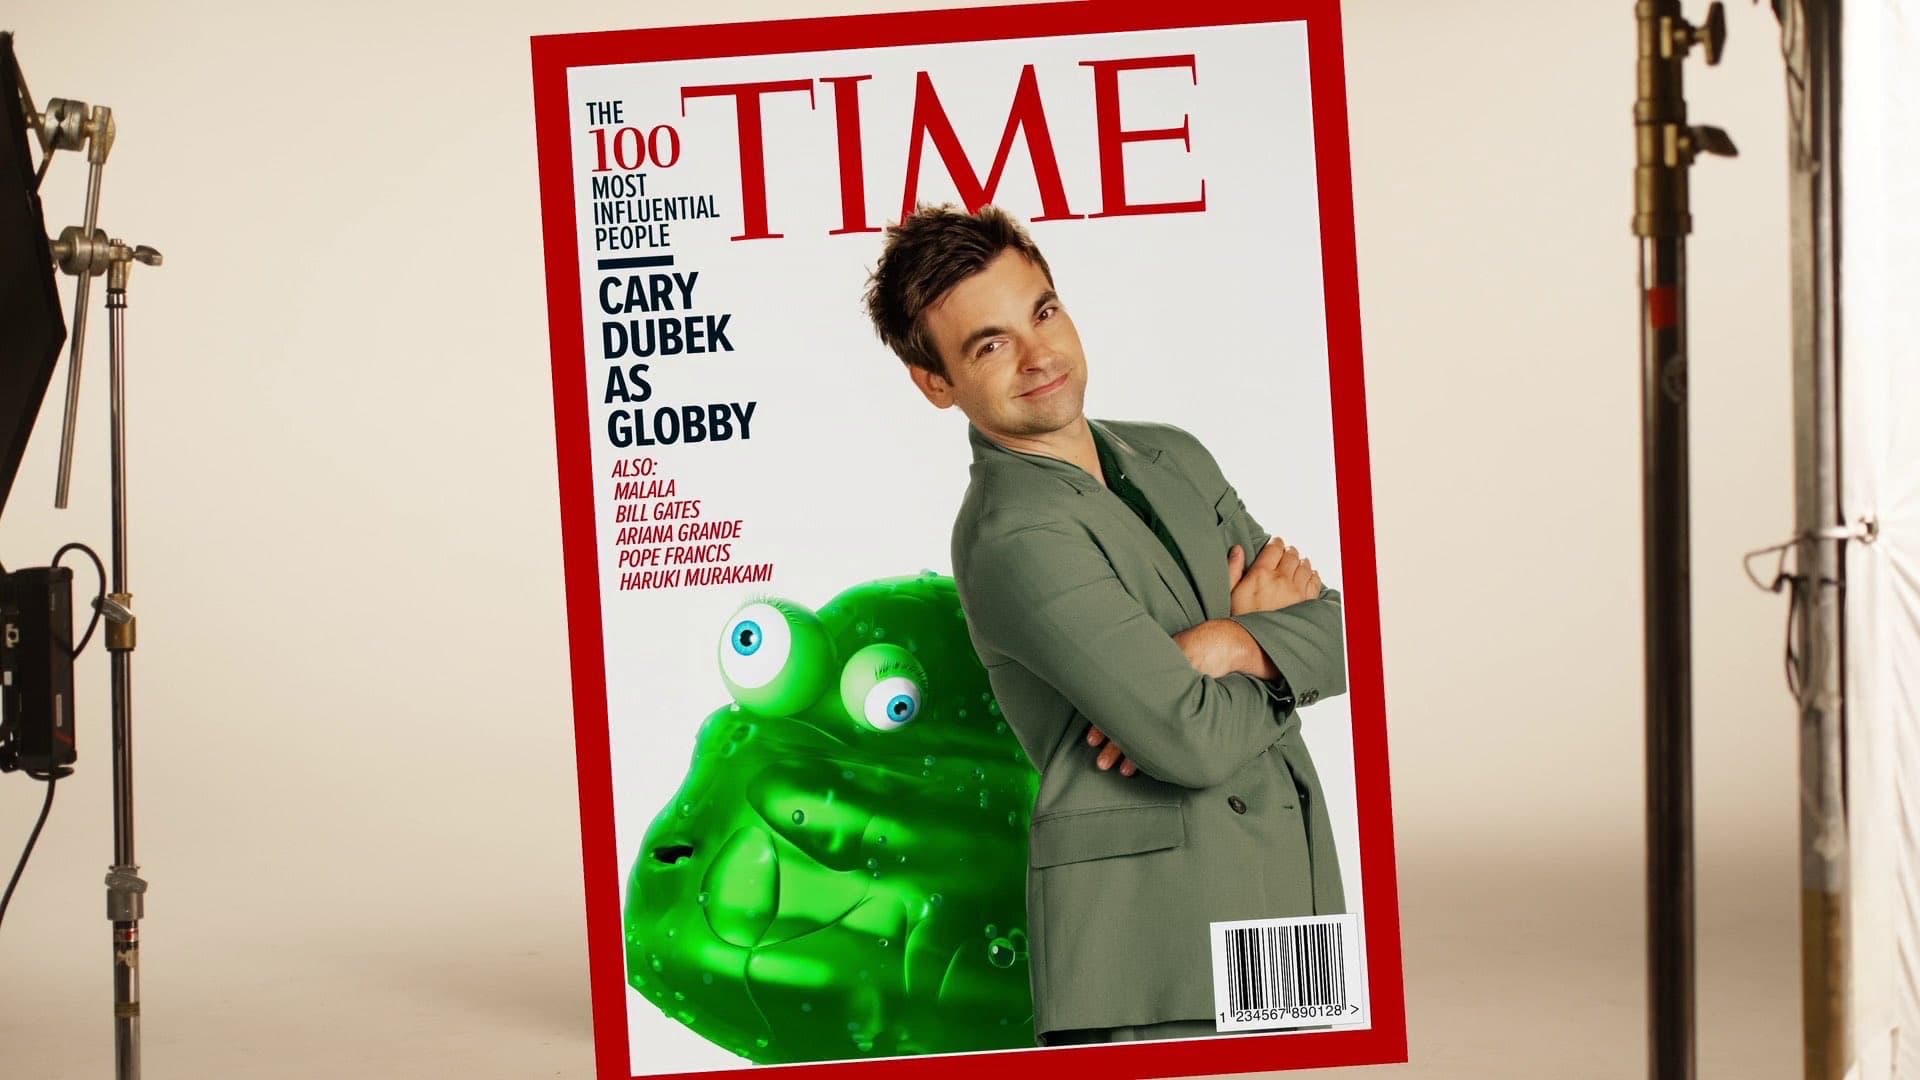 TIME
THE
100
MOST
INFLUENTIAL
PEOPLE
CARY
DUBEK
AS
GLOBBY
ALSO:
MALALA
BILL GATES
ARIANA GRANDE
POPE FRANCIS
HARUKI MURAKAMI
1 234567 890128 >